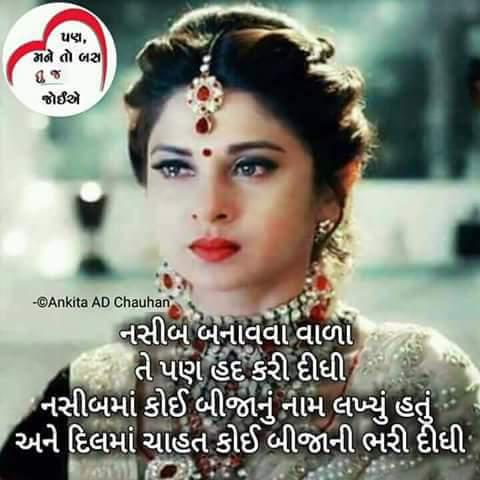 પણ,
મને તો બસ
તુ જ
જોઈએ
-©Ankita AD Chauhan
નસીબ બનાવવા વાળા
તે પણ હદ કરી દીધી
નસીબમાં કોઈ બીજાનું નામ લખ્યું હતું
અને દિલમાં ચાહત કોઈ બીજાની ભરી દીધી